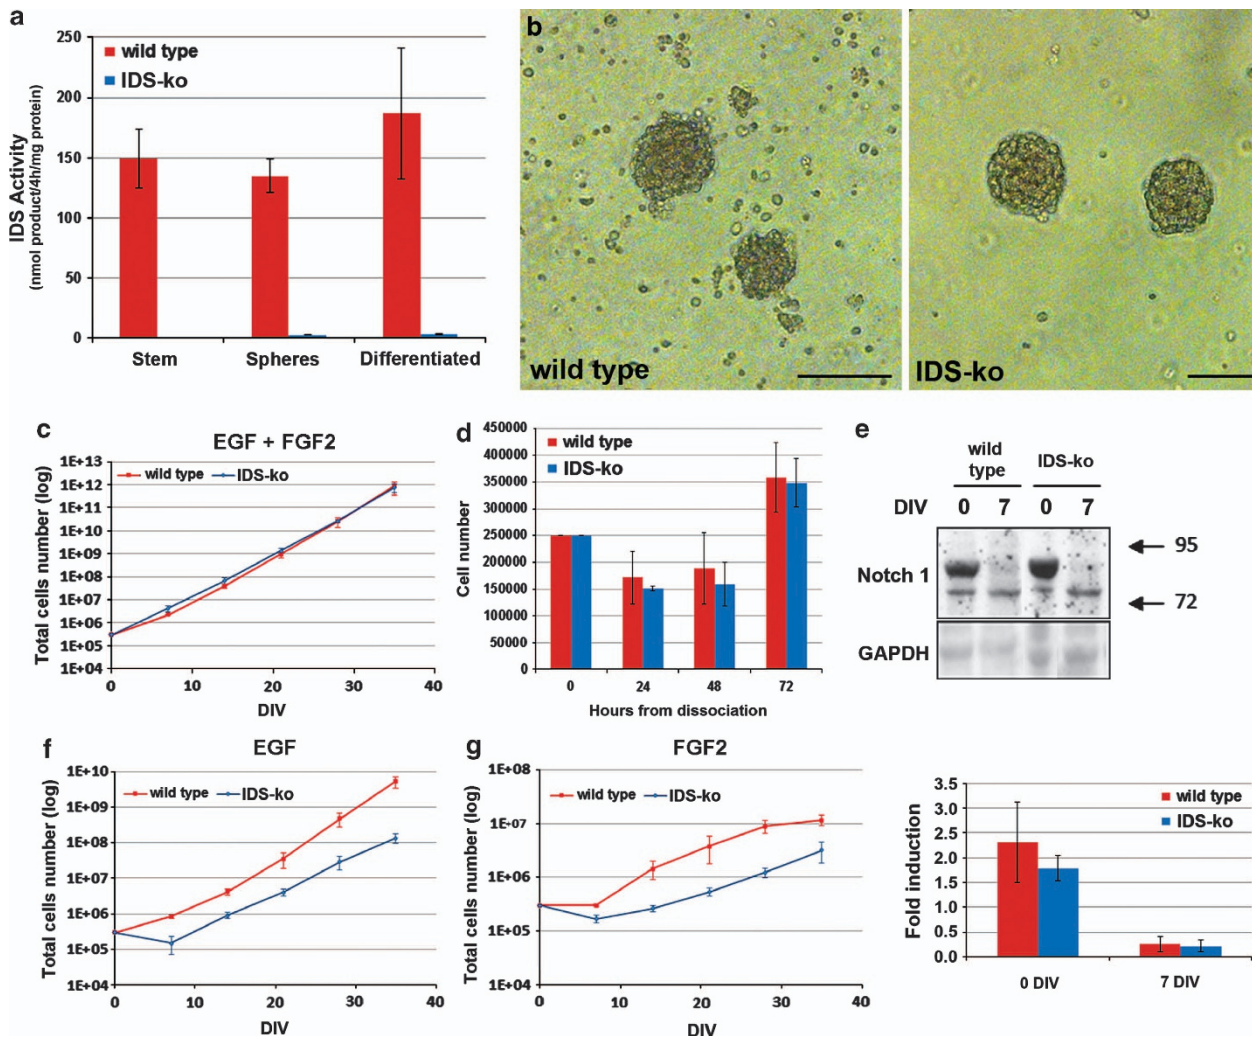 a
250
200
150
100
50
0
IDS Activity
(nmol product/4h/mg protein)
wild type
IDS-ko
Stem
Spheres
Differentiated
b
wild type
IDS-ko
c
EGF + FGF2
wild type
IDS-ko
Total cells number (log)
1E+13
1E+12
1E+11
1E+10
1E+09
1E+08
1E+07
1E+06
1E+05
1E+04
0 10 20 30 40
DIV
d
wild type
IDS-ko
Cell number
450000
400000
350000
300000
250000
200000
150000
100000
50000
0
0 24 48 72
Hours from dissociation
e
wild
type
IDS-ko
DIV 0 7 0 7
Notch 1
95
72
GAPDH
f
EGF
wild type
IDS-ko
Total cells number (log)
1E+10
1E+09
1E+08
1E+07
1E+06
1E+05
1E+04
0 10 20 30 40
DIV
g
FGF2
wild type
IDS-ko
Total cells number (log)
1E+08
1E+07
1E+06
1E+05
1E+04
0 10 20 30 40
DIV
wild type
IDS-ko
Fold induction
3.5
3.0
2.5
2.0
1.5
1.0
0.5
0.0
0 DIV
7 DIV